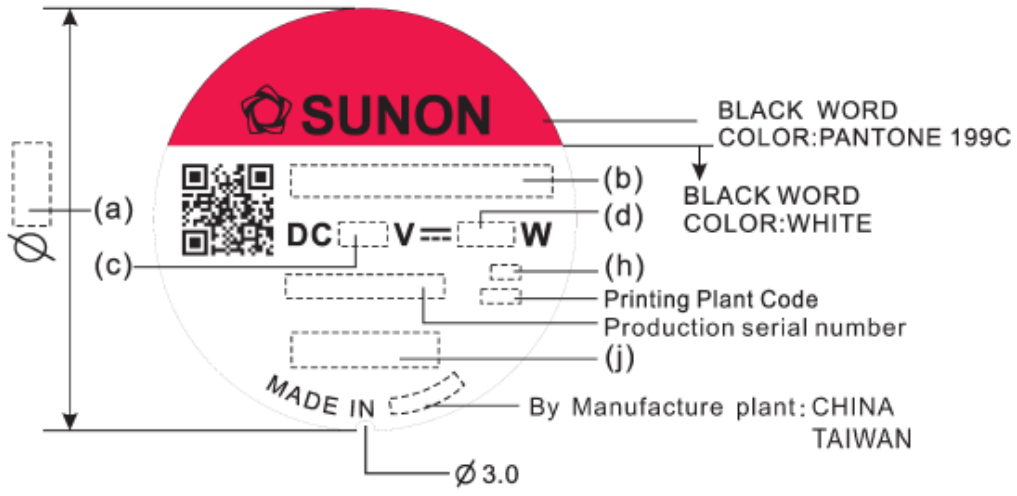 SUNON
BLACK WORD
COLOR:PANTONE 199C
BLACK WORD
COLOR:WHITE
(a)
(b)
DC V W
(d)
(c)
(h)
Printing Plant Code
Production serial number
(j)
MADE IN
By Manufacture plant: CHINA
TAIWAN
Ø
Ø 3.0